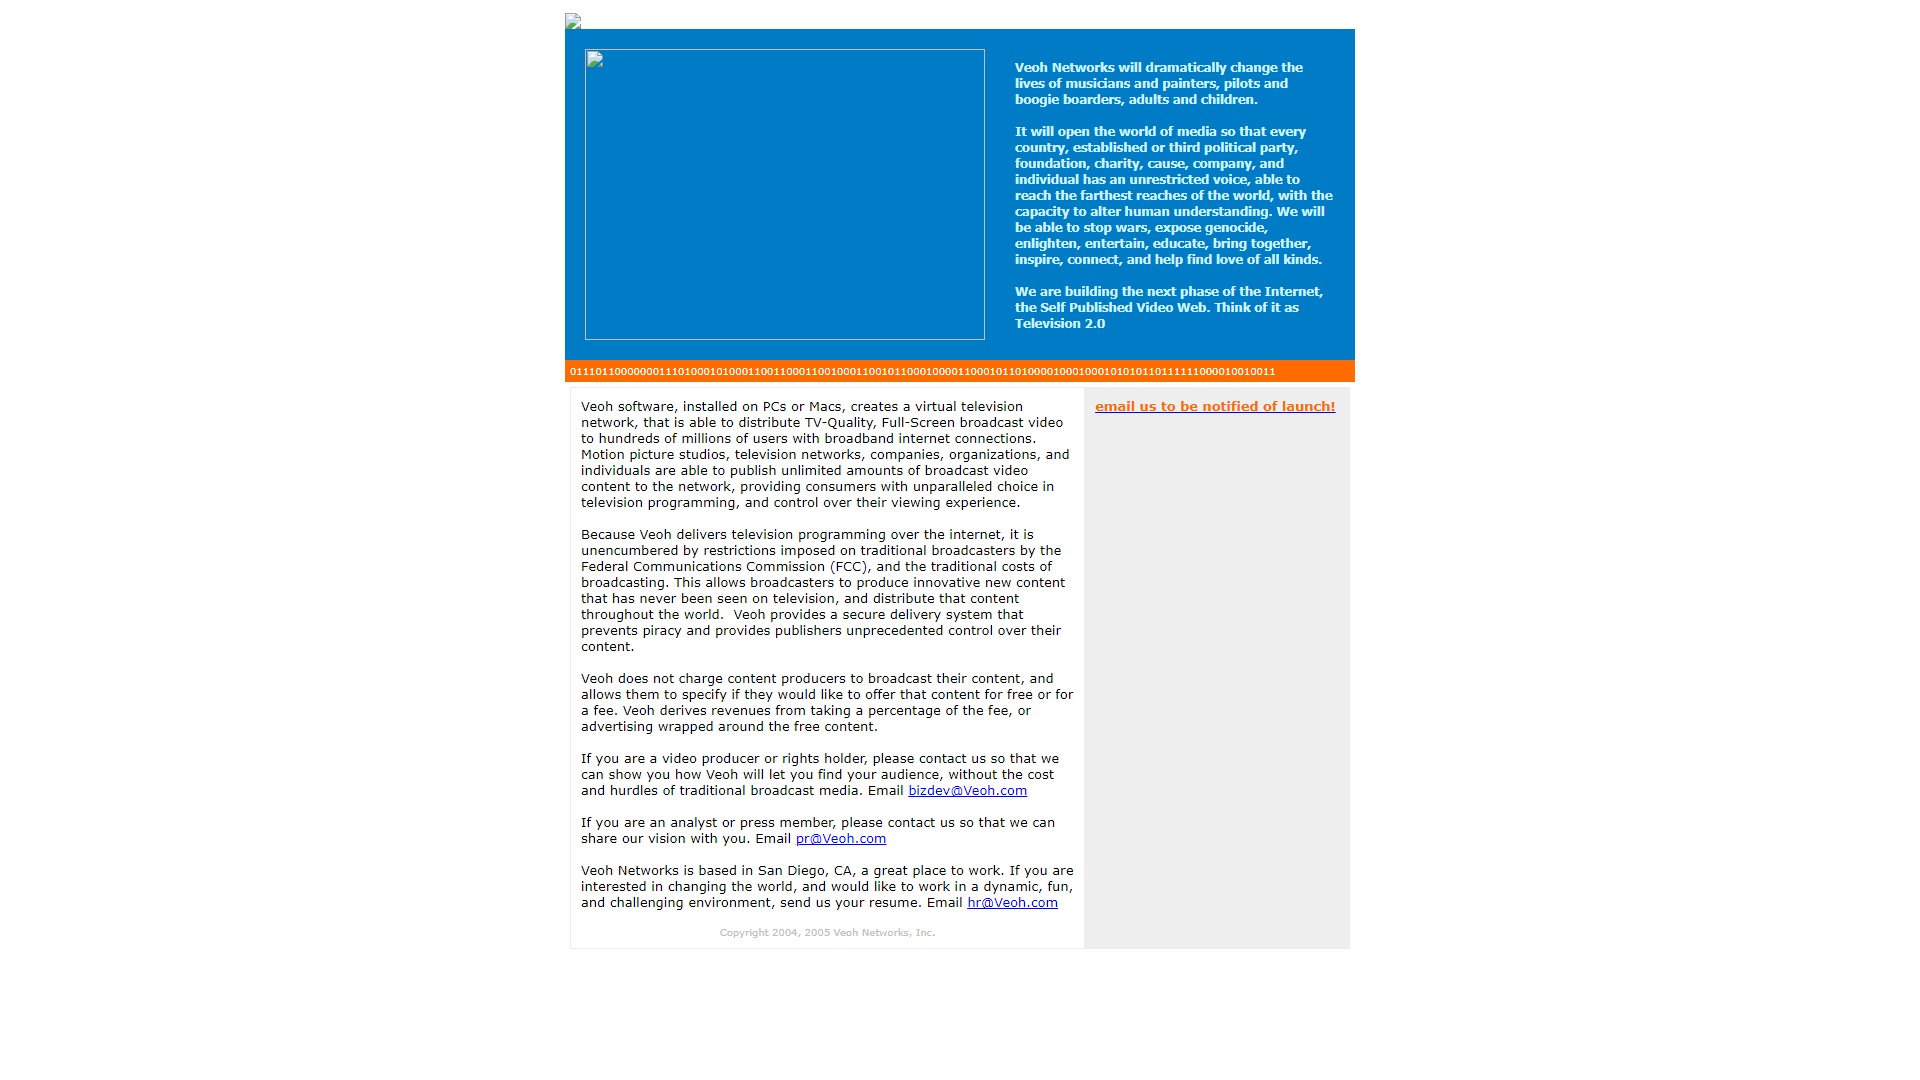 Veoh Networks will dramatically change the
lives of musicians and painters, pilots and
boogie boarders, adults and children.
It will open the world of media so that every
country, established or third political party,
foundation, charity, cause, company, and
individual has an unrestricted voice, able to
reach the farthest reaches of the world, with the
capacity to alter human understanding. We will
be able to stop wars, expose genocide,
enlighten, entertain, educate, bring together,
inspire, connect, and help find love of all kinds.
We are building the next phase of the Internet,
the Self Published Video Web. Think of it as
Television 2.0
Veoh software, installed on PCs or Macs, creates a virtual television
network, that is able to distribute TV-Quality, Full-Screen broadcast video
to hundreds of millions of users with broadband internet connections.
Motion picture studios, television networks, companies, organizations, and
individuals are able to publish unlimited amounts of broadcast video
content to the network, providing consumers with unparalleled choice in
television programming, and control over their viewing experience.
Because Veoh delivers television programming over the internet, it is
unencumbered by restrictions imposed on traditional broadcasters by the
Federal Communications Commission (FCC), and the traditional costs of
broadcasting. This allows broadcasters to produce innovative new content
that has never been seen on television, and distribute that content
throughout the world.  Veoh provides a secure delivery system that
prevents piracy and provides publishers unprecedented control over their
content.
Veoh does not charge content producers to broadcast their content, and
allows them to specify if they would like to offer that content for free or for
a fee. Veoh derives revenues from taking a percentage of the fee, or
advertising wrapped around the free content.
If you are a video producer or rights holder, please contact us so that we
can show you how Veoh will let you find your audience, without the cost
and hurdles of traditional broadcast media. Email bizdev@Veoh.com
If you are an analyst or press member, please contact us so that we can
share our vision with you. Email pr@Veoh.com
Veoh Networks is based in San Diego, CA, a great place to work. If you are
interested in changing the world, and would like to work in a dynamic, fun,
and challenging environment, send us your resume. Email hr@Veoh.com
Copyright 2004, 2005 Veoh Networks, Inc.
email us to be notified of launch!